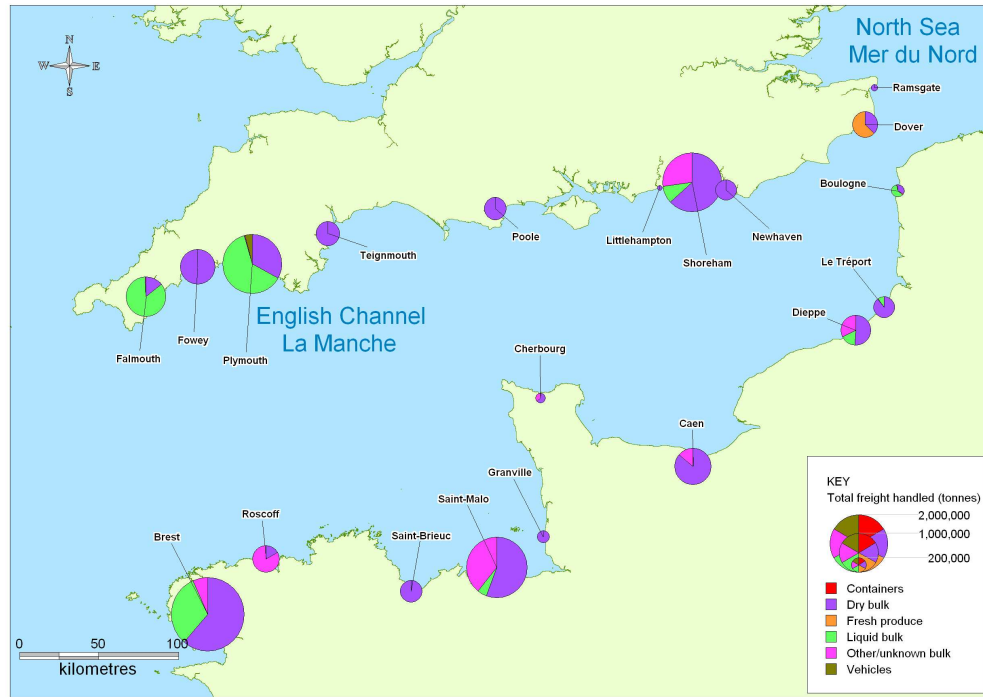 North Sea
Mer du Nord
N
W E
S
Ramsgate
Dover
Boulogne
Littlehampton
Newhaven
Poole
Shoreham
Teignmouth
Le Tréport
English Channel
La Manche
Dieppe
Falmouth
Fowey
Plymouth
Cherbourg
Caen
Granville
Saint-Malo
Roscoff
Saint-Brieuc
Brest
KEY
Total freight handled (tonnes)
2,000,000
1,000,000
200,000
Containers
Dry bulk
Fresh produce
Liquid bulk
Other/unknown bulk
Vehicles
0 50 100
kilometres